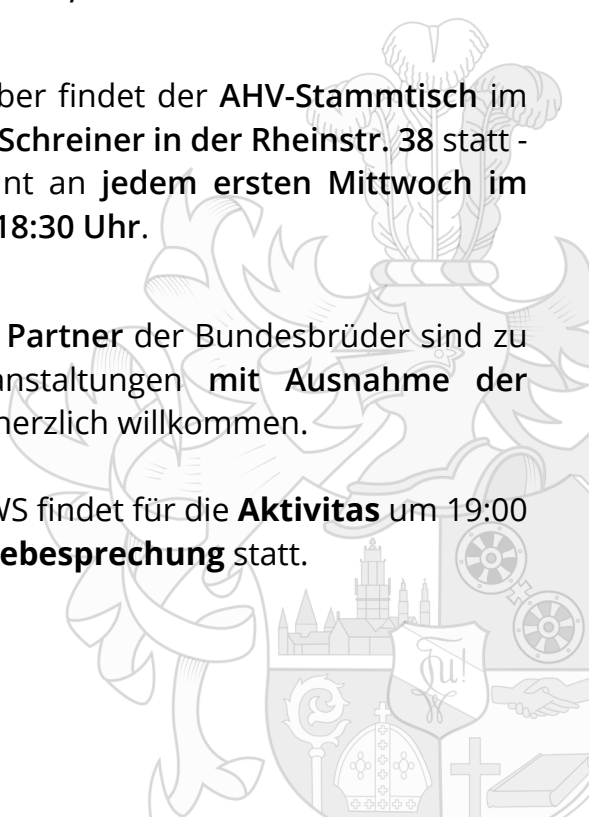 ber findet der AHV-Stammtisch im
Schreiner in der Rheinstr. 38 statt -
nt an jedem ersten Mittwoch im
18:30 Uhr.
Partner der Bundesbrüder sind zu
anstaltungen mit Ausnahme der
herzlich willkommen.
WS findet für die Aktivitas um 19:00
ebesprechung statt.